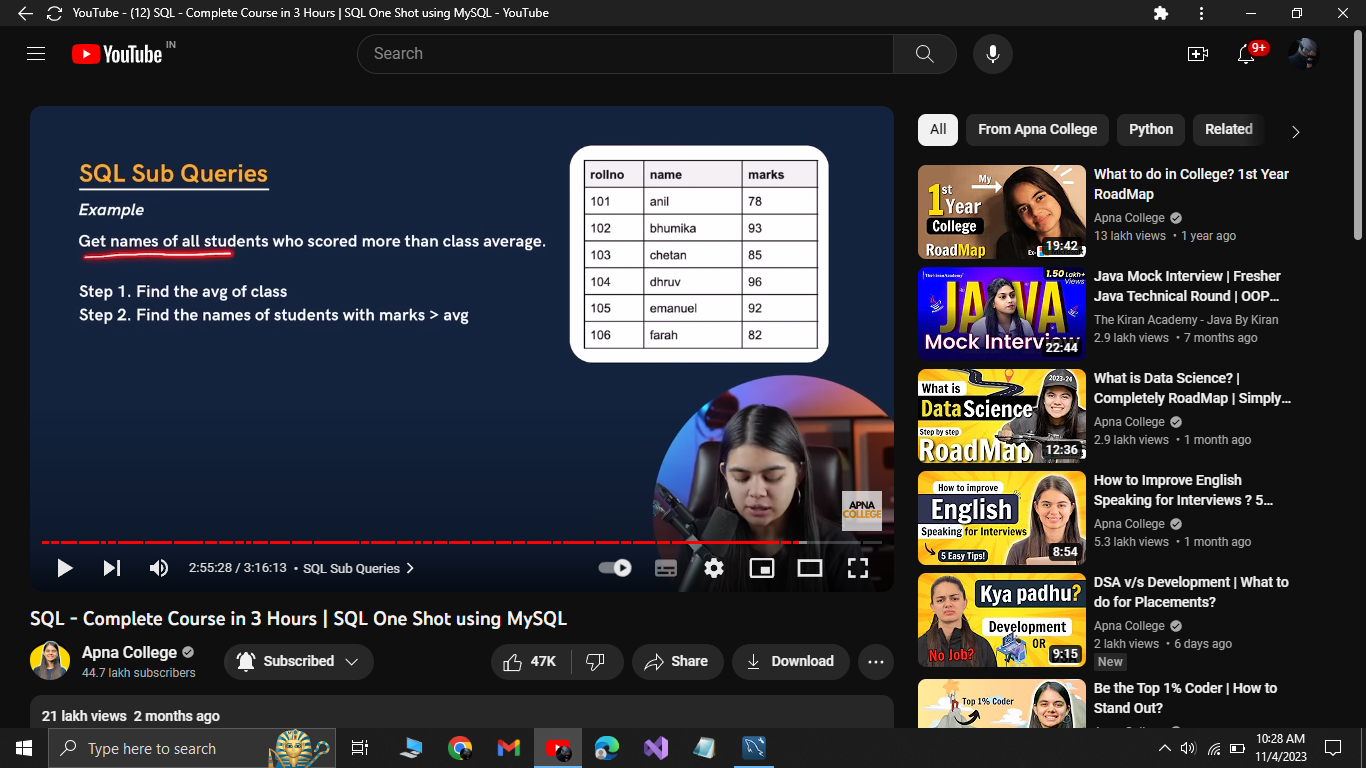 YouTube - (12) SQL - Complete Course in 3 Hours | SQL One Shot using MySQL - YouTube
YouTube IN
Search
9+
SQL Sub Queries
Example
Get names of all students who scored more than class average.
Step 1. Find the avg of class
Step 2. Find the names of students with marks > avg
rollno name marks
101 anil 78
102 bhumika 93
103 chetan 85
104 dhruv 96
105 emanuel 92
106 farah 82
APNA
COLLEGE
2:55:28 / 3:16:13 • SQL Sub Queries
SQL - Complete Course in 3 Hours | SQL One Shot using MySQL
Apna College
44.7 lakh subscribers
Subscribed
47K
Share
Download
21 lakh views 2 months ago
All
From Apna College
Python
Related
My
1st
Year
College
RoadMap
19:42
What to do in College? 1st Year
RoadMap
Apna College
13 lakh views • 1 year ago
The Kiran Academy
1.50 Lakh+
Views
JAVA
Mock Interview
22:44
Java Mock Interview | Fresher
Java Technical Round | OOP...
The Kiran Academy - Java By Kiran
2.9 lakh views • 7 months ago
2023-24
What is
Data Science
Step by step
RoadMap
12:36
What is Data Science? |
Completely RoadMap | Simply...
Apna College
2.9 lakh views • 1 month ago
How to improve
English
Speaking for Interviews
5 Easy Tips!
8:54
How to Improve English
Speaking for Interviews ? 5...
Apna College
5.3 lakh views • 1 month ago
Kya padhu?
Development
OR
No Job?
9:15
DSA v/s Development | What to
do for Placements?
Apna College
2 lakh views • 6 days ago
New
Top 1% Coder
Be the Top 1% Coder | How to
Stand Out?
Type here to search
10:28 AM
11/4/2023